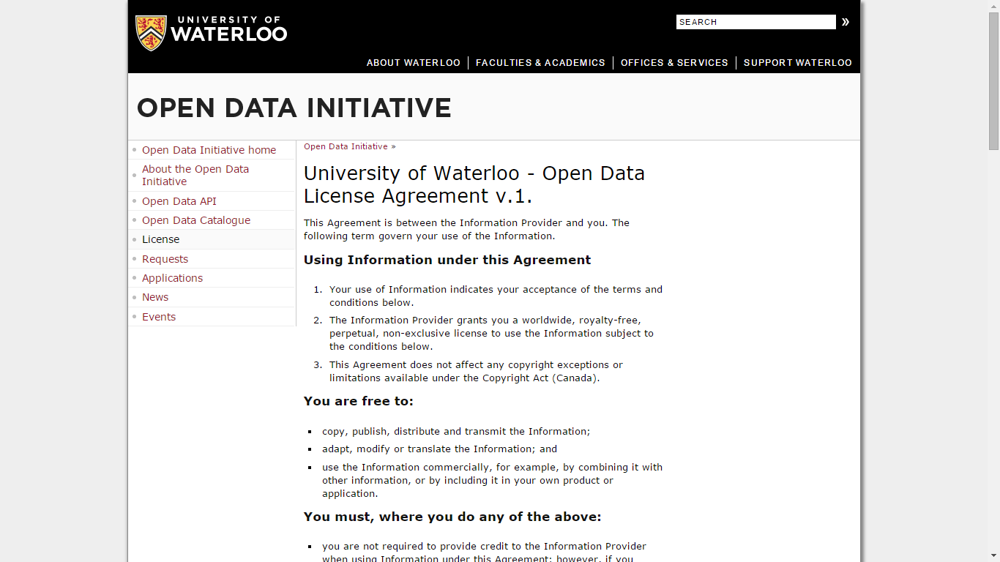 UNIVERSITY OF
WATERLOO
SEARCH
»
ABOUT WATERLOO
FACULTIES & ACADEMICS
OFFICES & SERVICES
SUPPORT WATERLOO
OPEN DATA INITIATIVE
Open Data Initiative home
About the Open Data
Initiative
Open Data API
Open Data Catalogue
License
Requests
Applications
News
Events
Open Data Initiative »
University of Waterloo - Open Data
License Agreement v.1.
This Agreement is between the Information Provider and you. The
following term govern your use of the Information.
Using Information under this Agreement
1. Your use of Information indicates your acceptance of the terms and
conditions below.
2. The Information Provider grants you a worldwide, royalty-free,
perpetual, non-exclusive license to use the Information subject to
the conditions below.
3. This Agreement does not affect any copyright exceptions or
limitations available under the Copyright Act (Canada).
You are free to:
copy, publish, distribute and transmit the Information;
adapt, modify or translate the Information; and
use the Information commercially, for example, by combining it with
other information, or by including it in your own product or
application.
You must, where you do any of the above:
you are not required to provide credit to the Information Provider
when using Information under this Agreement; however, if you